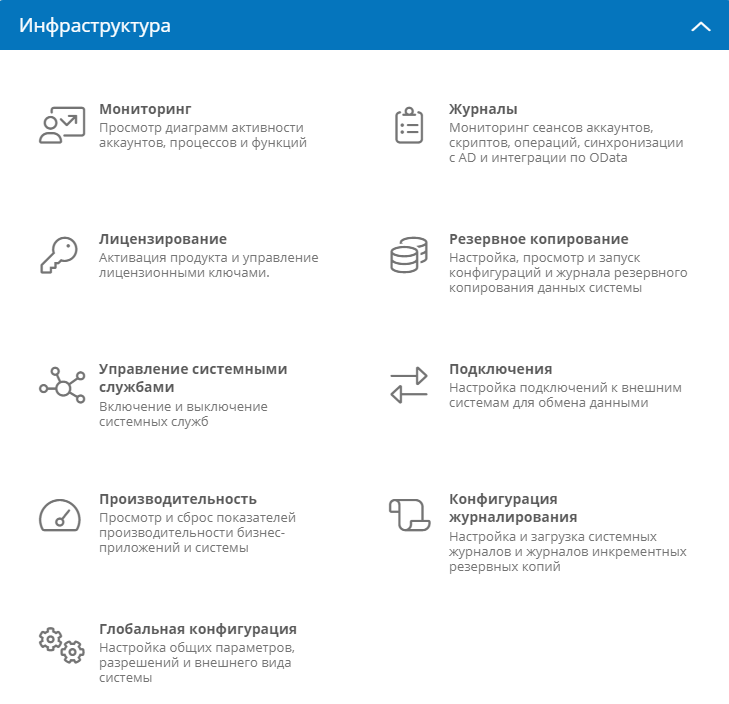 Инфраструктура
Мониторинг
Просмотр диаграмм активности
аккаунтов, процессов и функций
Журналы
Мониторинг сеансов аккаунтов,
скриптов, операций, синхронизации
с AD и интеграции по OData
Лицензирование
Активация продукта и управление
лицензионными ключами.
Резервное копирование
Настройка, просмотр и запуск
конфигураций и журнала резервного
копирования данных системы
Управление системными
службами
Включение и выключение
системных служб
Подключения
Настройка подключений к внешним
системам для обмена данными
Производительность
Просмотр и сброс показателей
производительности бизнес-
приложений и системы
Конфигурация
журналирования
Настройка и загрузка системных
журналов и журналов инкрементных
резервных копий
Глобальная конфигурация
Настройка общих параметров,
разрешений и внешнего вида
системы